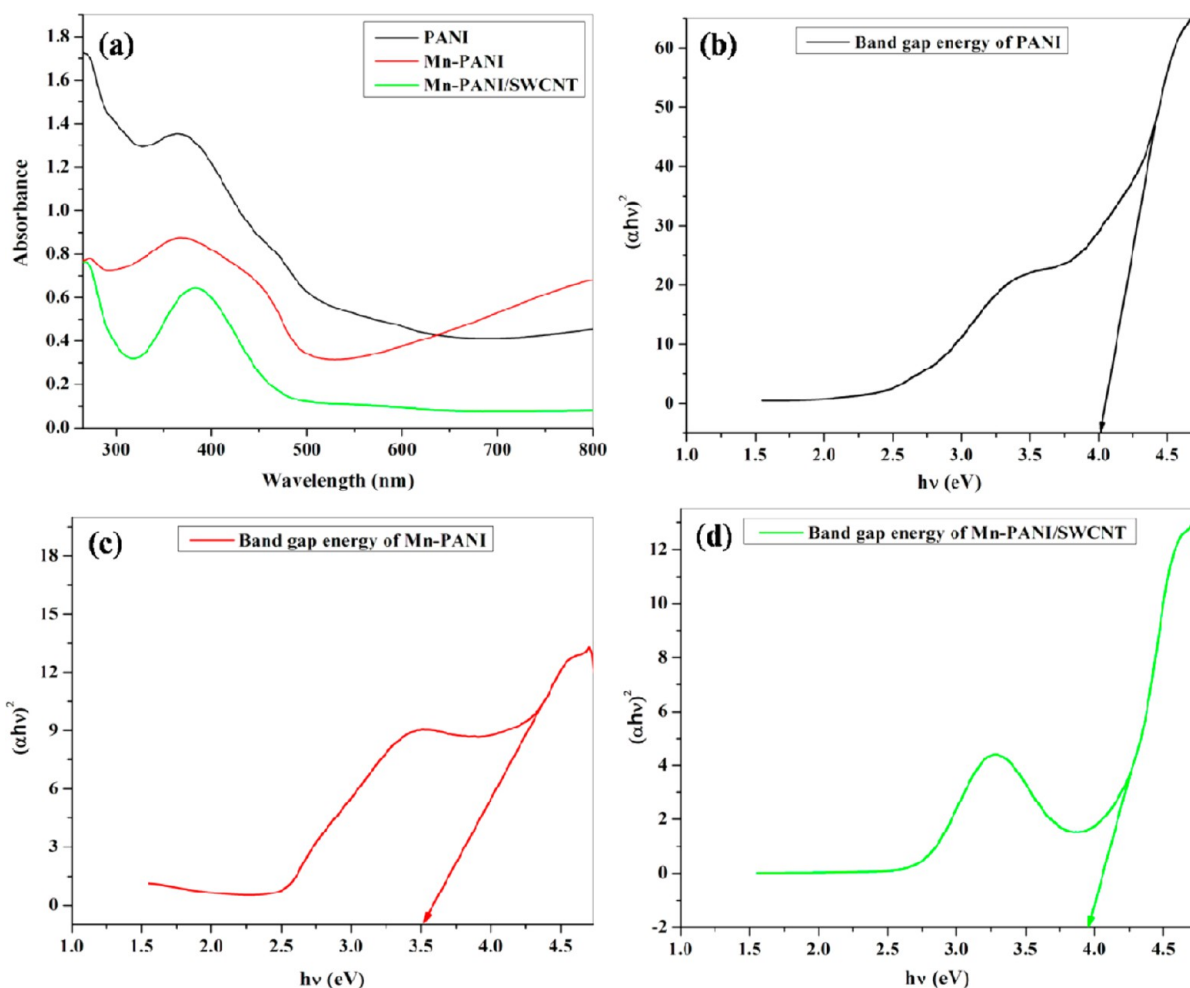 (a)
PANI
Mn-PANI
Mn-PANI/SWCNT
Absorbance
1.8
1.6
1.4
1.2
1.0
0.8
0.6
0.4
0.2
0.0
300 400 500 600 700 800
Wavelength (nm)
(b)
Band gap energy of PANI
(αhν)²
60
50
40
30
20
10
0
1.0 1.5 2.0 2.5 3.0 3.5 4.0 4.5
hν (eV)
(c)
Band gap energy of Mn-PANI
(αhν)²
18
15
12
9
6
3
0
1.0 1.5 2.0 2.5 3.0 3.5 4.0 4.5
hν (eV)
(d)
Band gap energy of Mn-PANI/SWCNT
(αhν)²
12
10
8
6
4
2
0
-2
1.0 1.5 2.0 2.5 3.0 3.5 4.0 4.5
hν (eV)